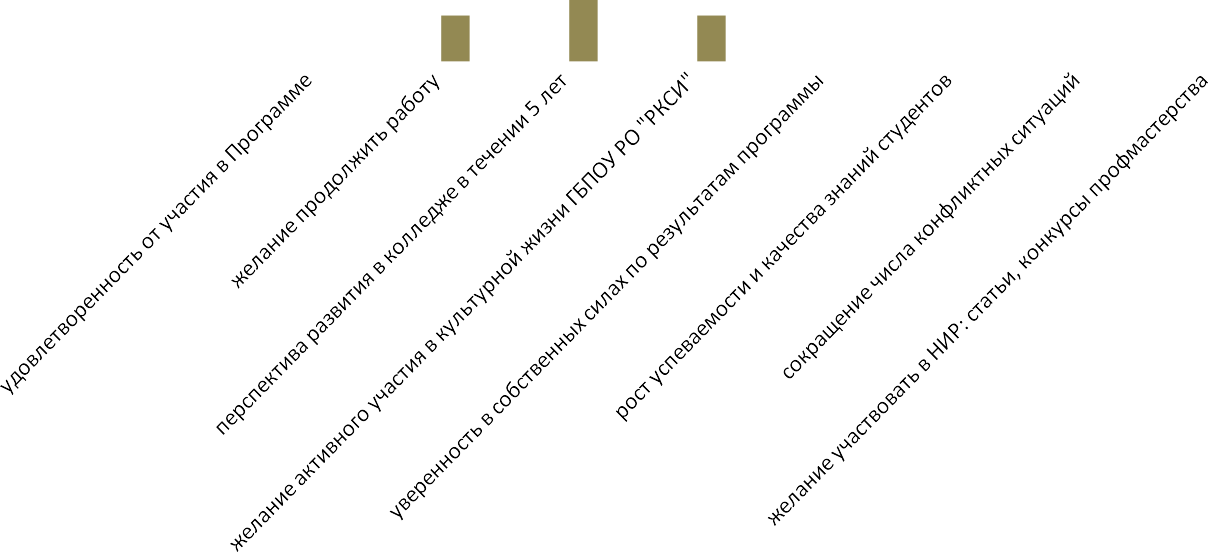 удовлетворенность от участия в Программе
желание продолжить работу
перспектива развития в колледже в течении 5 лет
желание активного участия в культурной жизни ГБПОУ РО "РКСИ"
уверенность в собственных силах по результатам программы
рост успеваемости и качества знаний студентов
сокращение числа конфликтных ситуаций
желание участвовать в НИР: статьи, конкурсы профмастерства